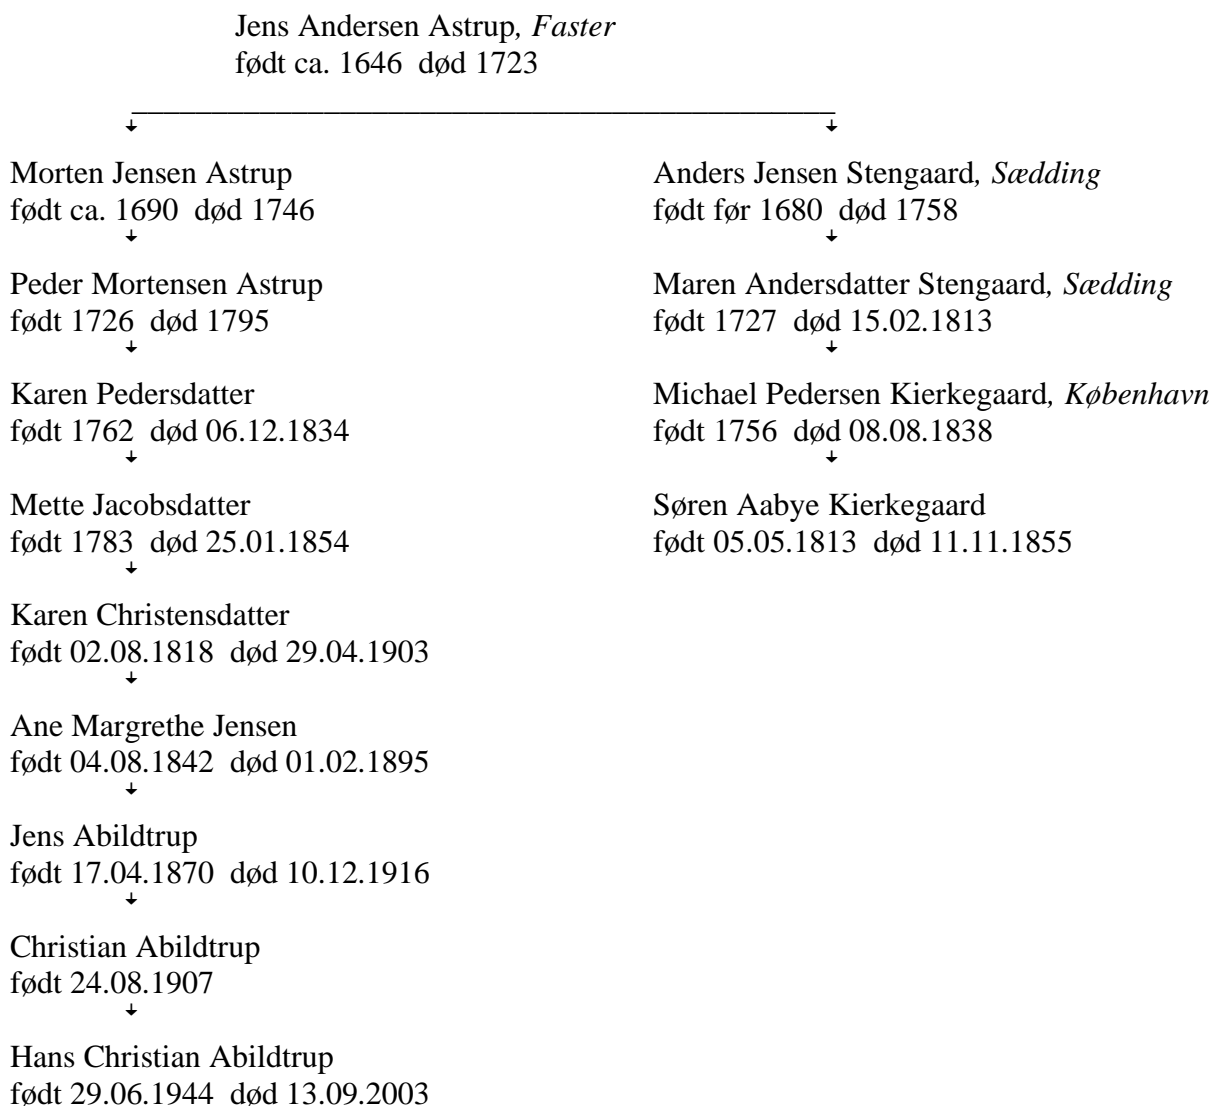 Jens Andersen Astrup, Faster
født ca. 1646 død 1723
Morten Jensen Astrup
født ca. 1690 død 1746
Peder Mortensen Astrup
født 1726 død 1795
Karen Pedersdatter
født 1762 død 06.12.1834
Mette Jacobsdatter
født 1783 død 25.01.1854
Karen Christensdatter
født 02.08.1818 død 29.04.1903
Ane Margrethe Jensen
født 04.08.1842 død 01.02.1895
Jens Abildtrup
født 17.04.1870 død 10.12.1916
Christian Abildtrup
født 24.08.1907
Hans Christian Abildtrup
født 29.06.1944 død 13.09.2003
Anders Jensen Stengaard, Sædding
født før 1680 død 1758
Maren Andersdatter Stengaard, Sædding
født 1727 død 15.02.1813
Michael Pedersen Kierkegaard, København
født 1756 død 08.08.1838
Søren Aabye Kierkegaard
født 05.05.1813 død 11.11.1855